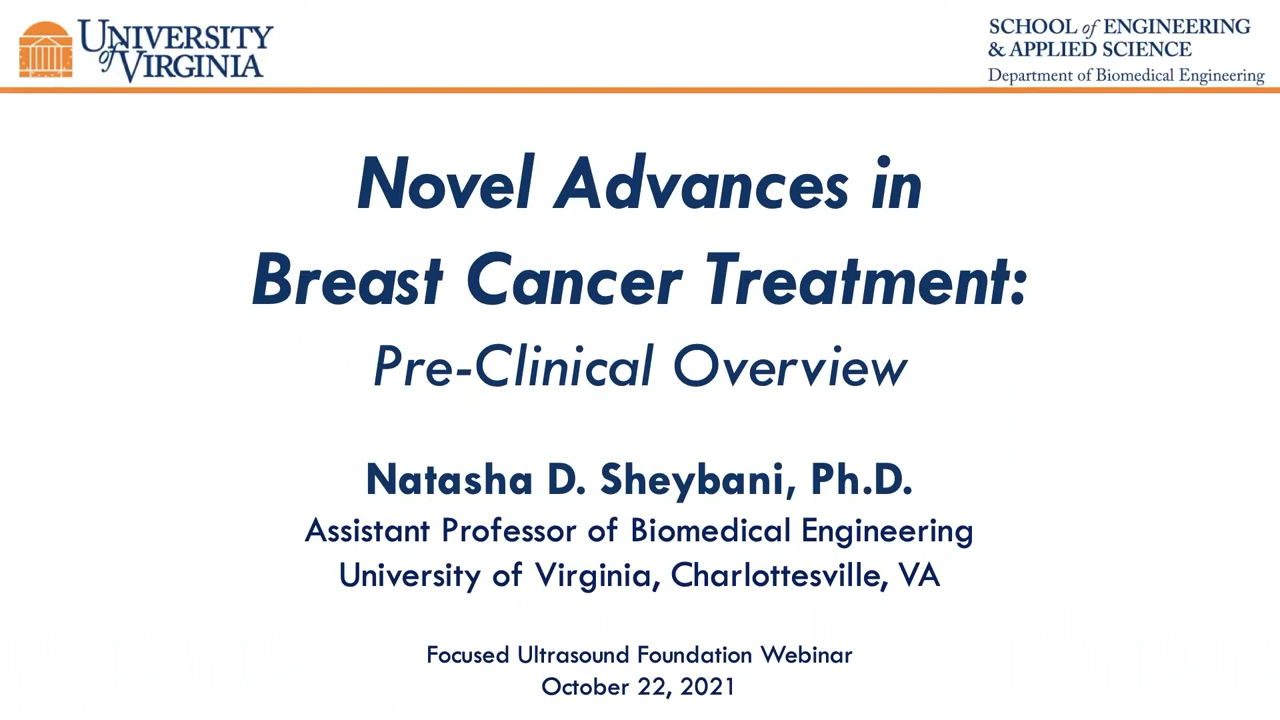 UNIVERSITY
of VIRGINIA
SCHOOL of ENGINEERING
& APPLIED SCIENCE
Department of Biomedical Engineering
Novel Advances in
Breast Cancer Treatment:
Pre-Clinical Overview
Natasha D. Sheybani, Ph.D.
Assistant Professor of Biomedical Engineering
University of Virginia, Charlottesville, VA
Focused Ultrasound Foundation Webinar
October 22, 2021